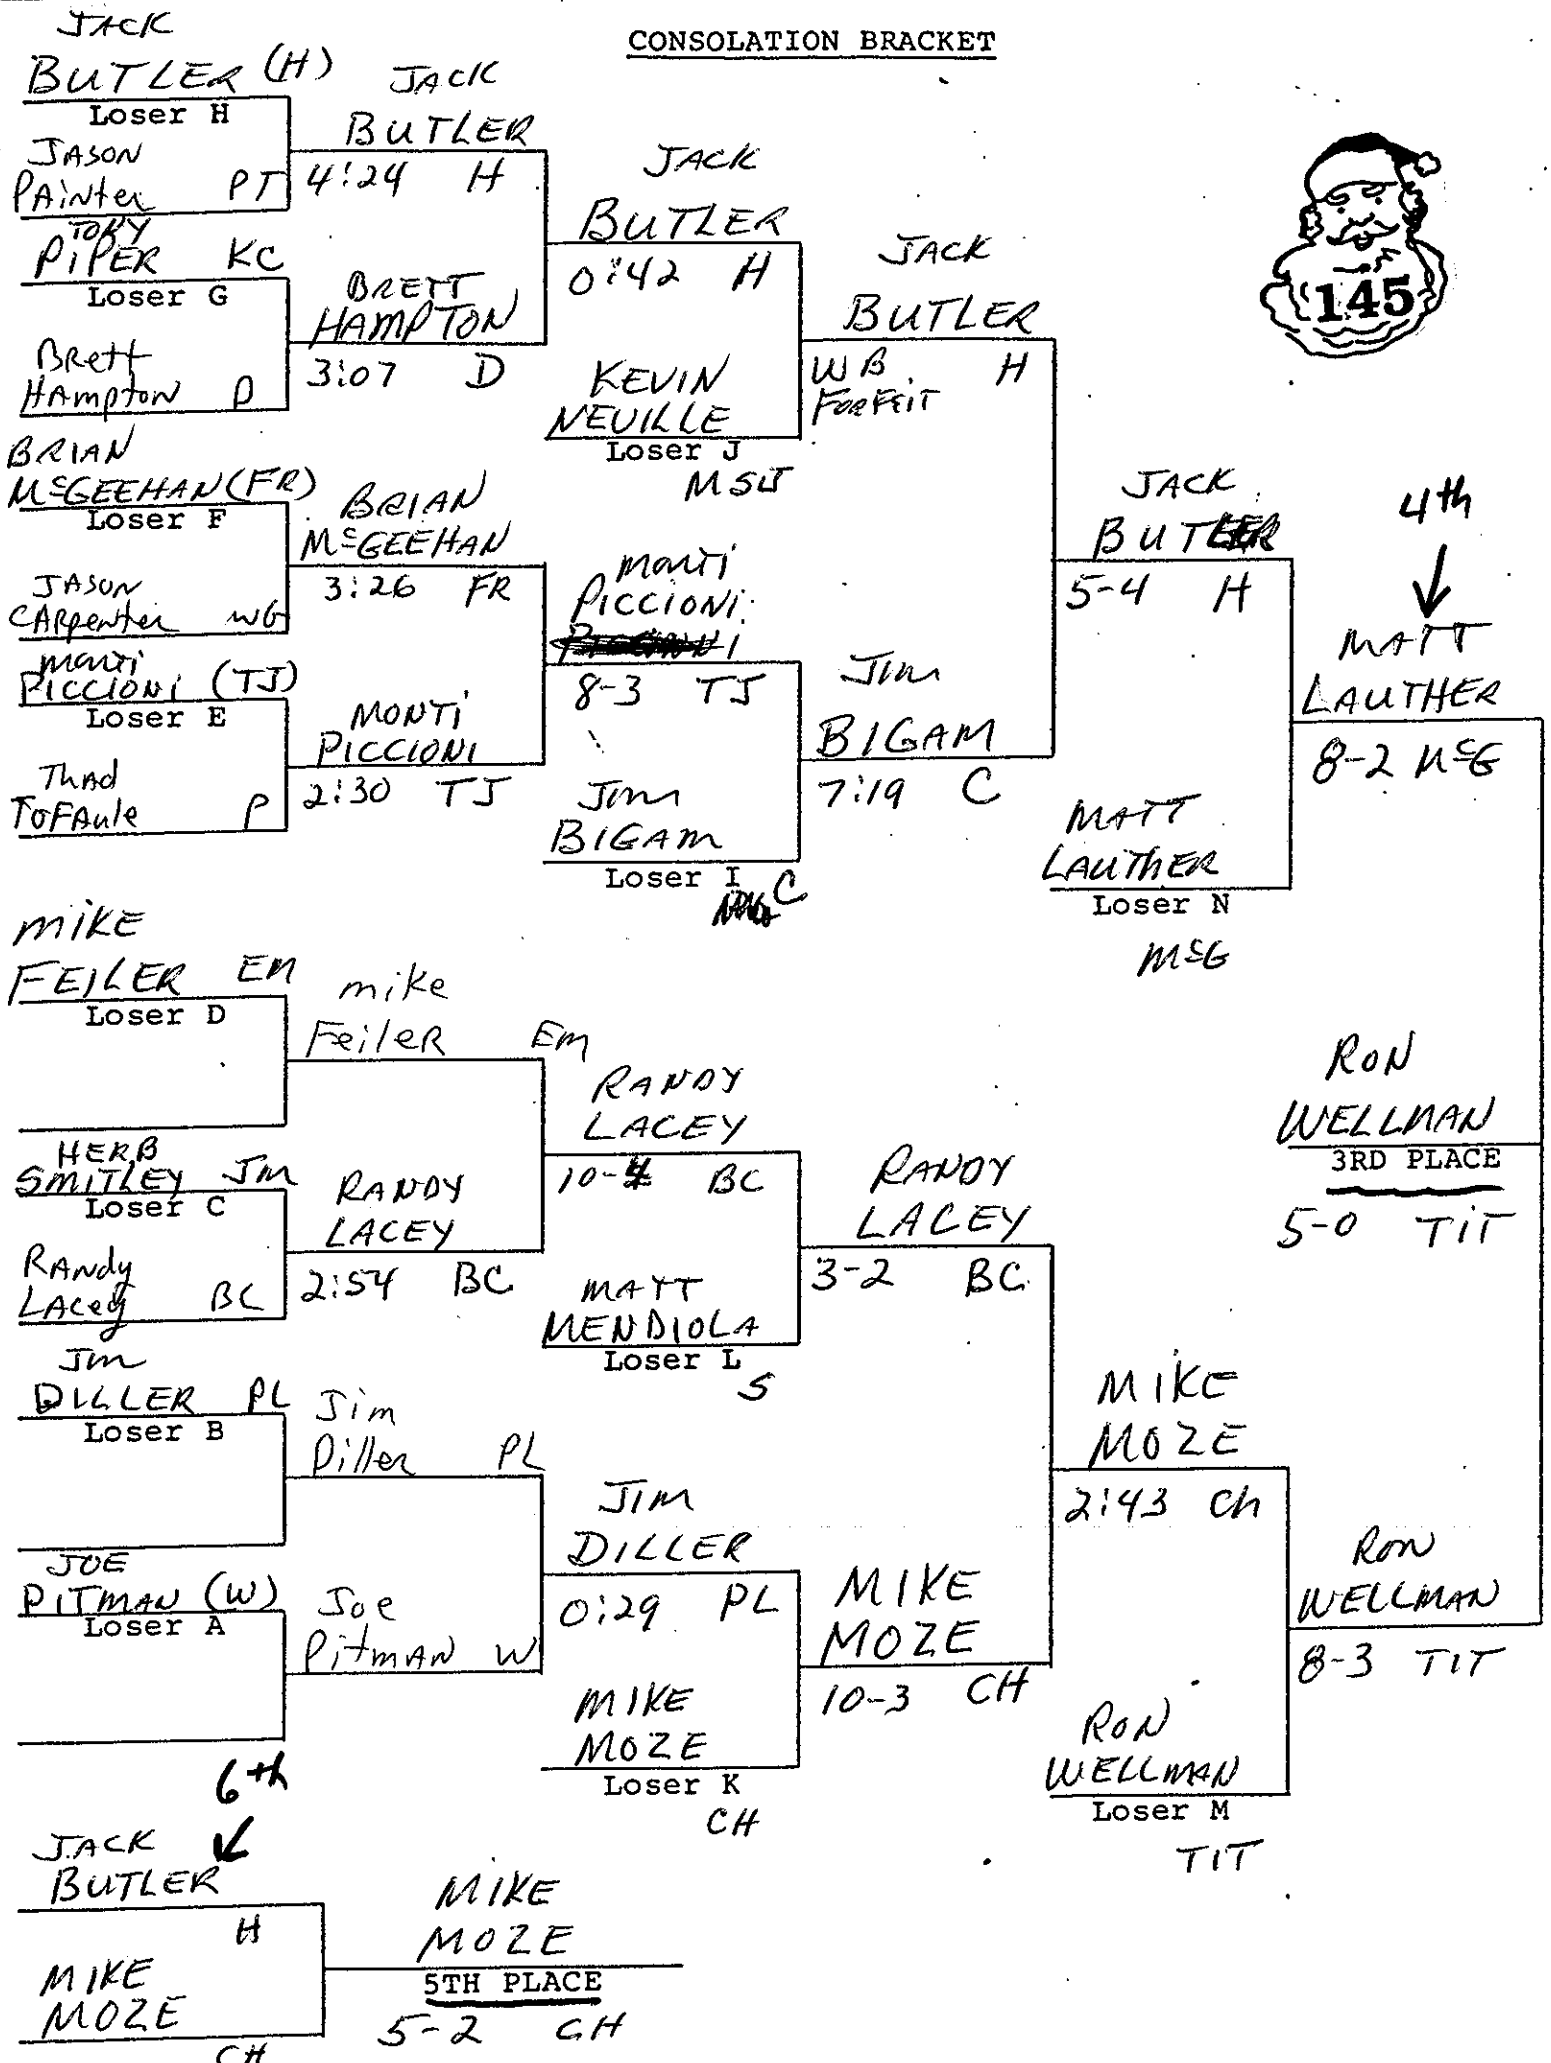 CONSOLATION BRACKET
145
JACK
BUTLER (H)
Loser H
JASON
PAinter PT
TOBY
PIPER KC
Loser G
Brett
HAmpton D
BRIAN
McGEEHAN (FR)
Loser F
JASON
CARpenter WG
MONTI
PICCIONI (TJ)
Loser E
Thad
ToFAule P
MIKE
FEILER EM
Loser D
HERB
SMITLEY JM
Loser C
RANdy
LAcey BC
JIM
DILLER PL
Loser B
JOE
PITMAN (W)
Loser A
JACK
BUTLER
4:24 H
BRETT
HAMPTON
3:07 D
BRIAN
McGEEHAN
3:26 FR
MONTI
PICCIONI
2:30 TJ
mike
FeileR Em
RANDY
LACEY
2:54 BC
Jim
Diller PL
Joe
PitmAN W
JACK
BUTLER
0:42 H
KEVIN
NEVILLE
Loser J
MSJ
MONTI
PICCIONI
8-3 TJ
JIM
BIGAM
Loser I
C
RANDY
LACEY
10-4 BC
MATT
MENDIOLA
Loser L
S
JIM
DILLER
0:29 PL
MIKE
MOZE
Loser K
CH
JACK
BUTLER
WB H
FORFEIT
JIM
BIGAM
7:19 C
RANDY
LACEY
3-2 BC
MIKE
MOZE
10-3 CH
JACK
BUTLER
5-4 H
MATT
LAUTHER
Loser N
McG
MIKE
MOZE
2:43 Ch
RON
WELLMAN
Loser M
TIT
4th
MATT
LAUTHER
8-2 McG
RON
WELLMAN
8-3 TIT
RON
WELLMAN
3RD PLACE
5-0 TIT
6th
JACK
BUTLER
H
MIKE
MOZE
CH
MIKE
MOZE
5TH PLACE
5-2 CH